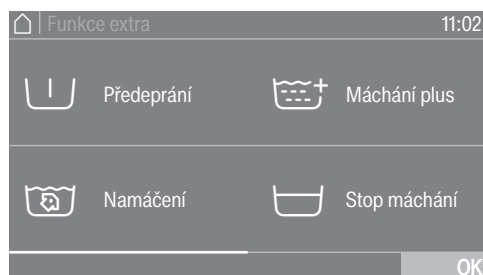 Funkce extra 11:02
Předeprání Máchání plus
Namáčení Stop máchání
OK